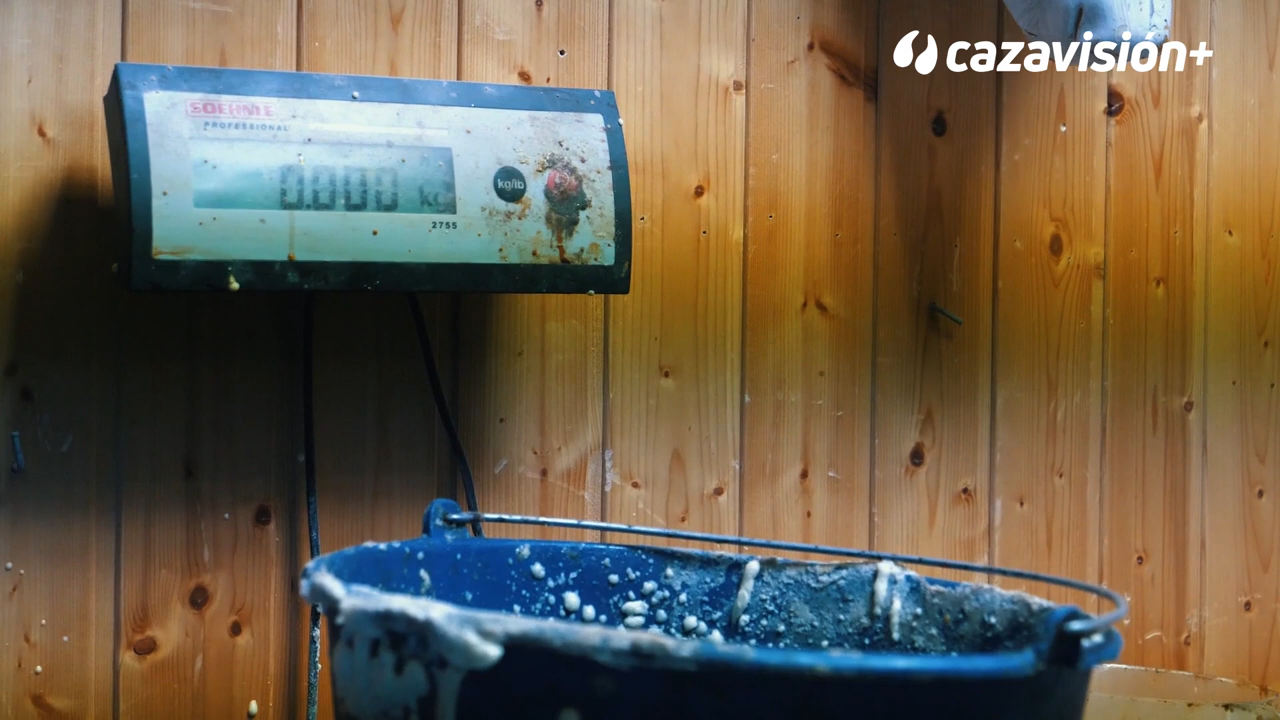 cazavisión+
SOEHNLE
PROFESSIONAL
0.000 kg
kg/lb
2755